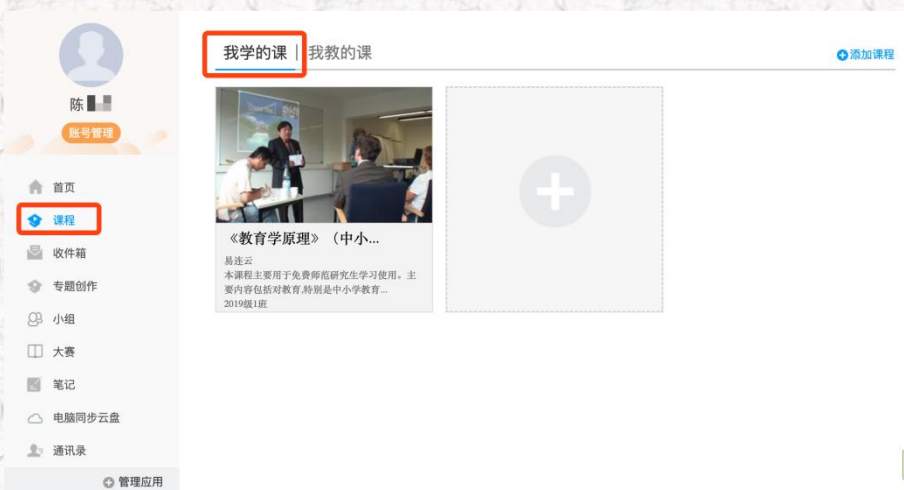 陈
账号管理
首页
课程
收件箱
专题创作
小组
大赛
笔记
电脑同步云盘
通讯录
管理应用
我学的课 | 我教的课
添加课程
《教育学原理》（中小...
易连云
本课程主要用于免费师范研究生学习使用。主
要内容包括对教育,特别是中小学教育...
2019级1班